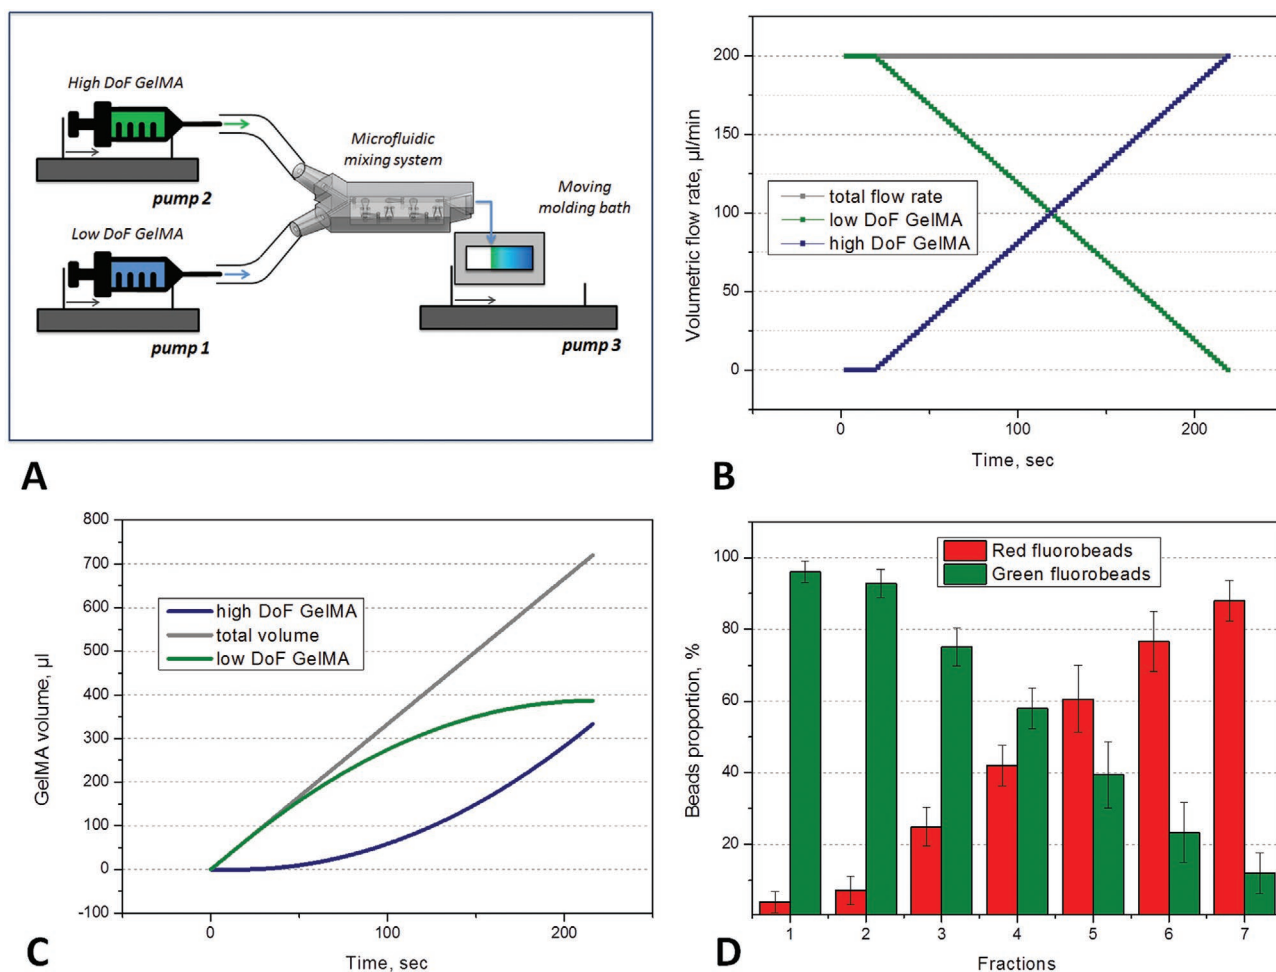 High DoF GelMA
pump 2
Low DoF GelMA
pump 1
Microfluidic
mixing system
Moving
molding bath
pump 3
A
200
150
100
50
0
Volumetric flow rate, µl/min
total flow rate
low DoF GelMA
high DoF GelMA
0 100 200
Time, sec
B
800
700
600
500
400
300
200
100
0
-100
GelMA volume, µl
high DoF GelMA
total volume
low DoF GelMA
0 200
Time, sec
C
100
80
60
40
20
Beads proportion, %
Red fluorobeads
Green fluorobeads
1 2 3 4 5 6 7
Fractions
D